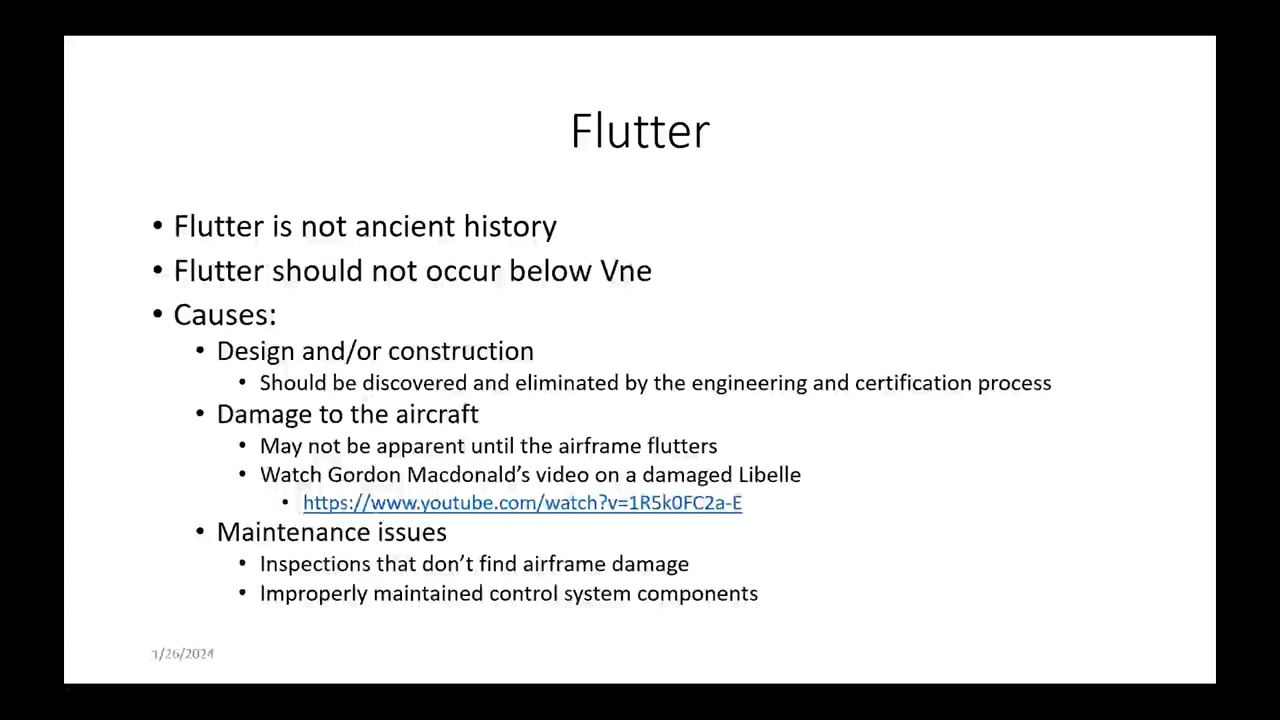 Flutter
• Flutter is not ancient history
• Flutter should not occur below Vne
• Causes:
• Design and/or construction
• Should be discovered and eliminated by the engineering and certification process
• Damage to the aircraft
• May not be apparent until the airframe flutters
• Watch Gordon Macdonald’s video on a damaged Libelle
• https://www.youtube.com/watch?v=1R5k0FC2a-E
• Maintenance issues
• Inspections that don’t find airframe damage
• Improperly maintained control system components
1/26/2024